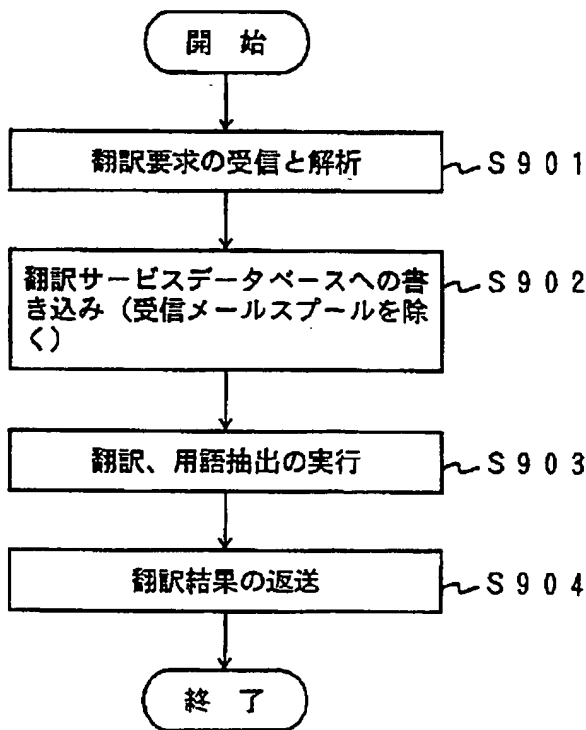 開 始
翻訳要求の受信と解析
S901
翻訳サービスデータベースへの書
き込み（受信メールスプールを除
く）
S902
翻訳、用語抽出の実行
S903
翻訳結果の返送
S904
終 了